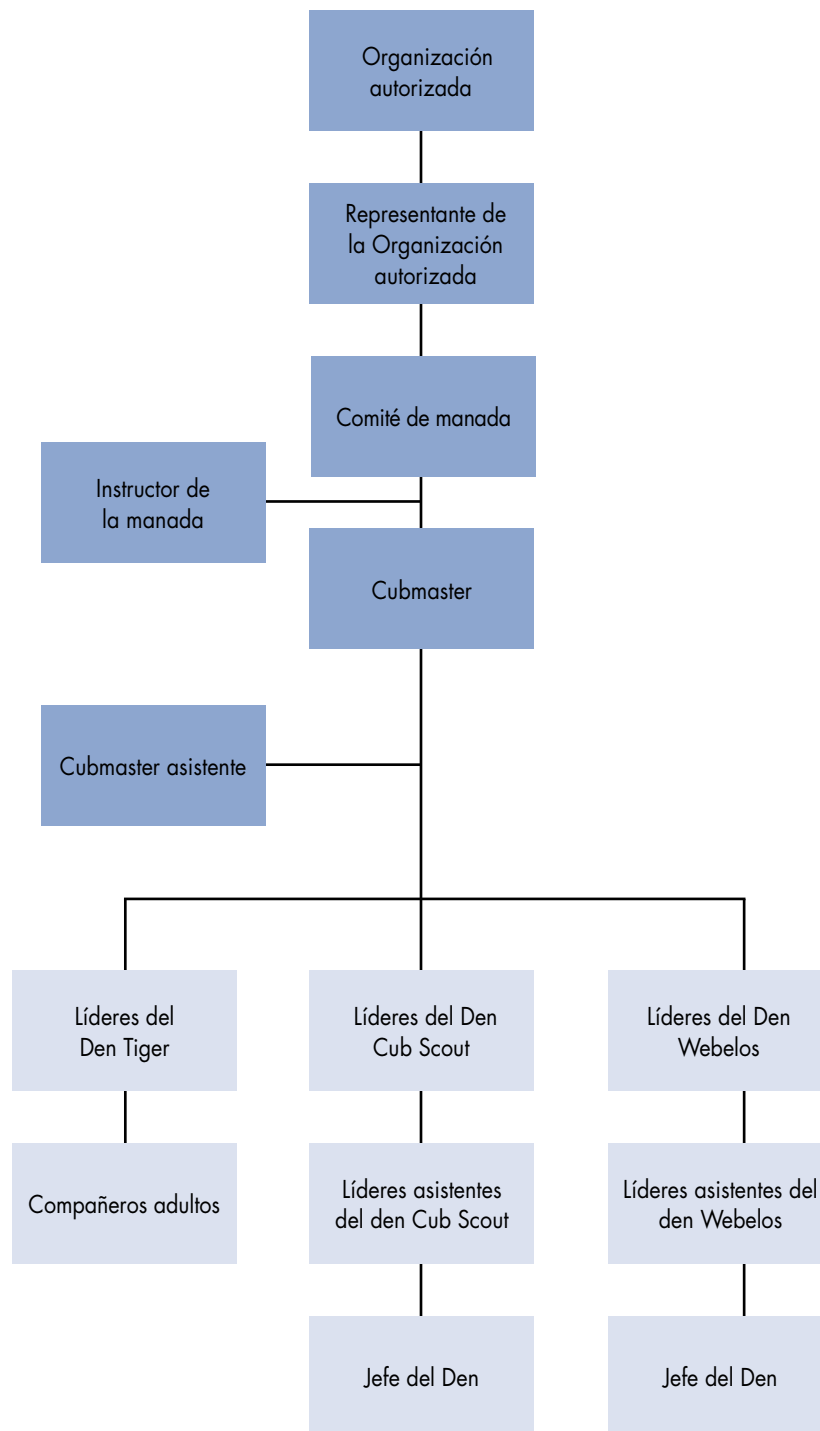 Organización
autorizada
Representante de
la Organización
autorizada
Comité de manada
Instructor de
la manada
Cubmaster
Cubmaster asistente
Líderes del
Den Tiger
Líderes del Den
Cub Scout
Líderes del Den
Webelos
Compañeros adultos
Líderes asistentes
del den Cub Scout
Líderes asistentes del
den Webelos
Jefe del Den
Jefe del Den